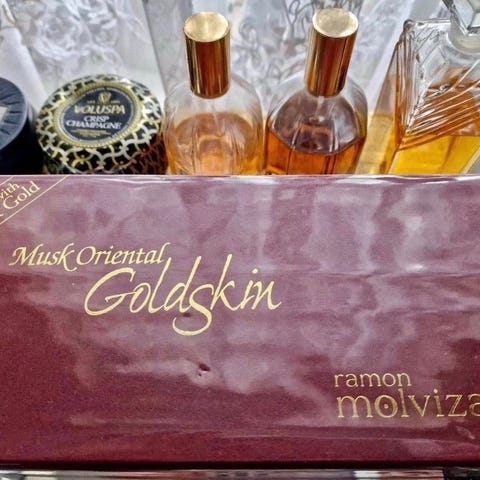 VOLUSPA
CRISP
CHAMPAGNE
with
Gold
Musk Oriental
GoldSkin
ramon
molviza